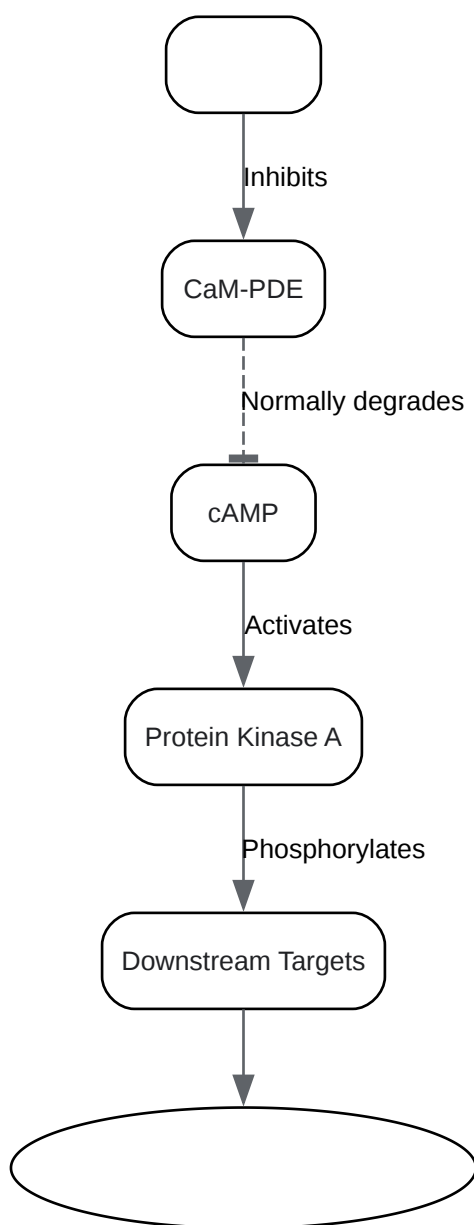 Inhibits
CaM-PDE
Normally degrades
cAMP
Activates
Protein Kinase A
Phosphorylates
Downstream Targets